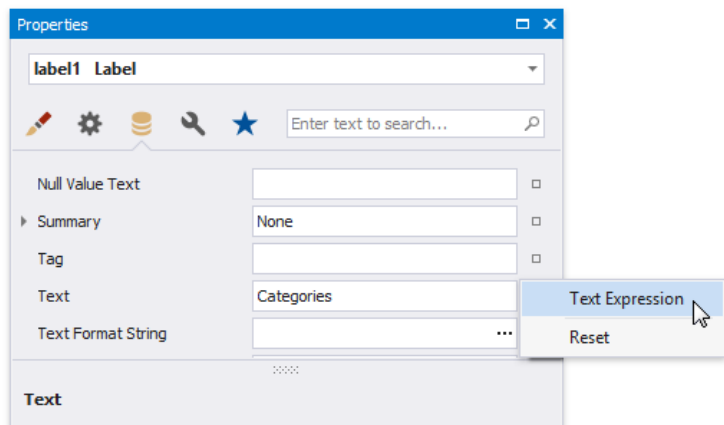 Properties
label1 Label
Enter text to search...
Null Value Text
Summary None
Tag
Text Categories
Text Expression
Text Format String ...
Reset
Text